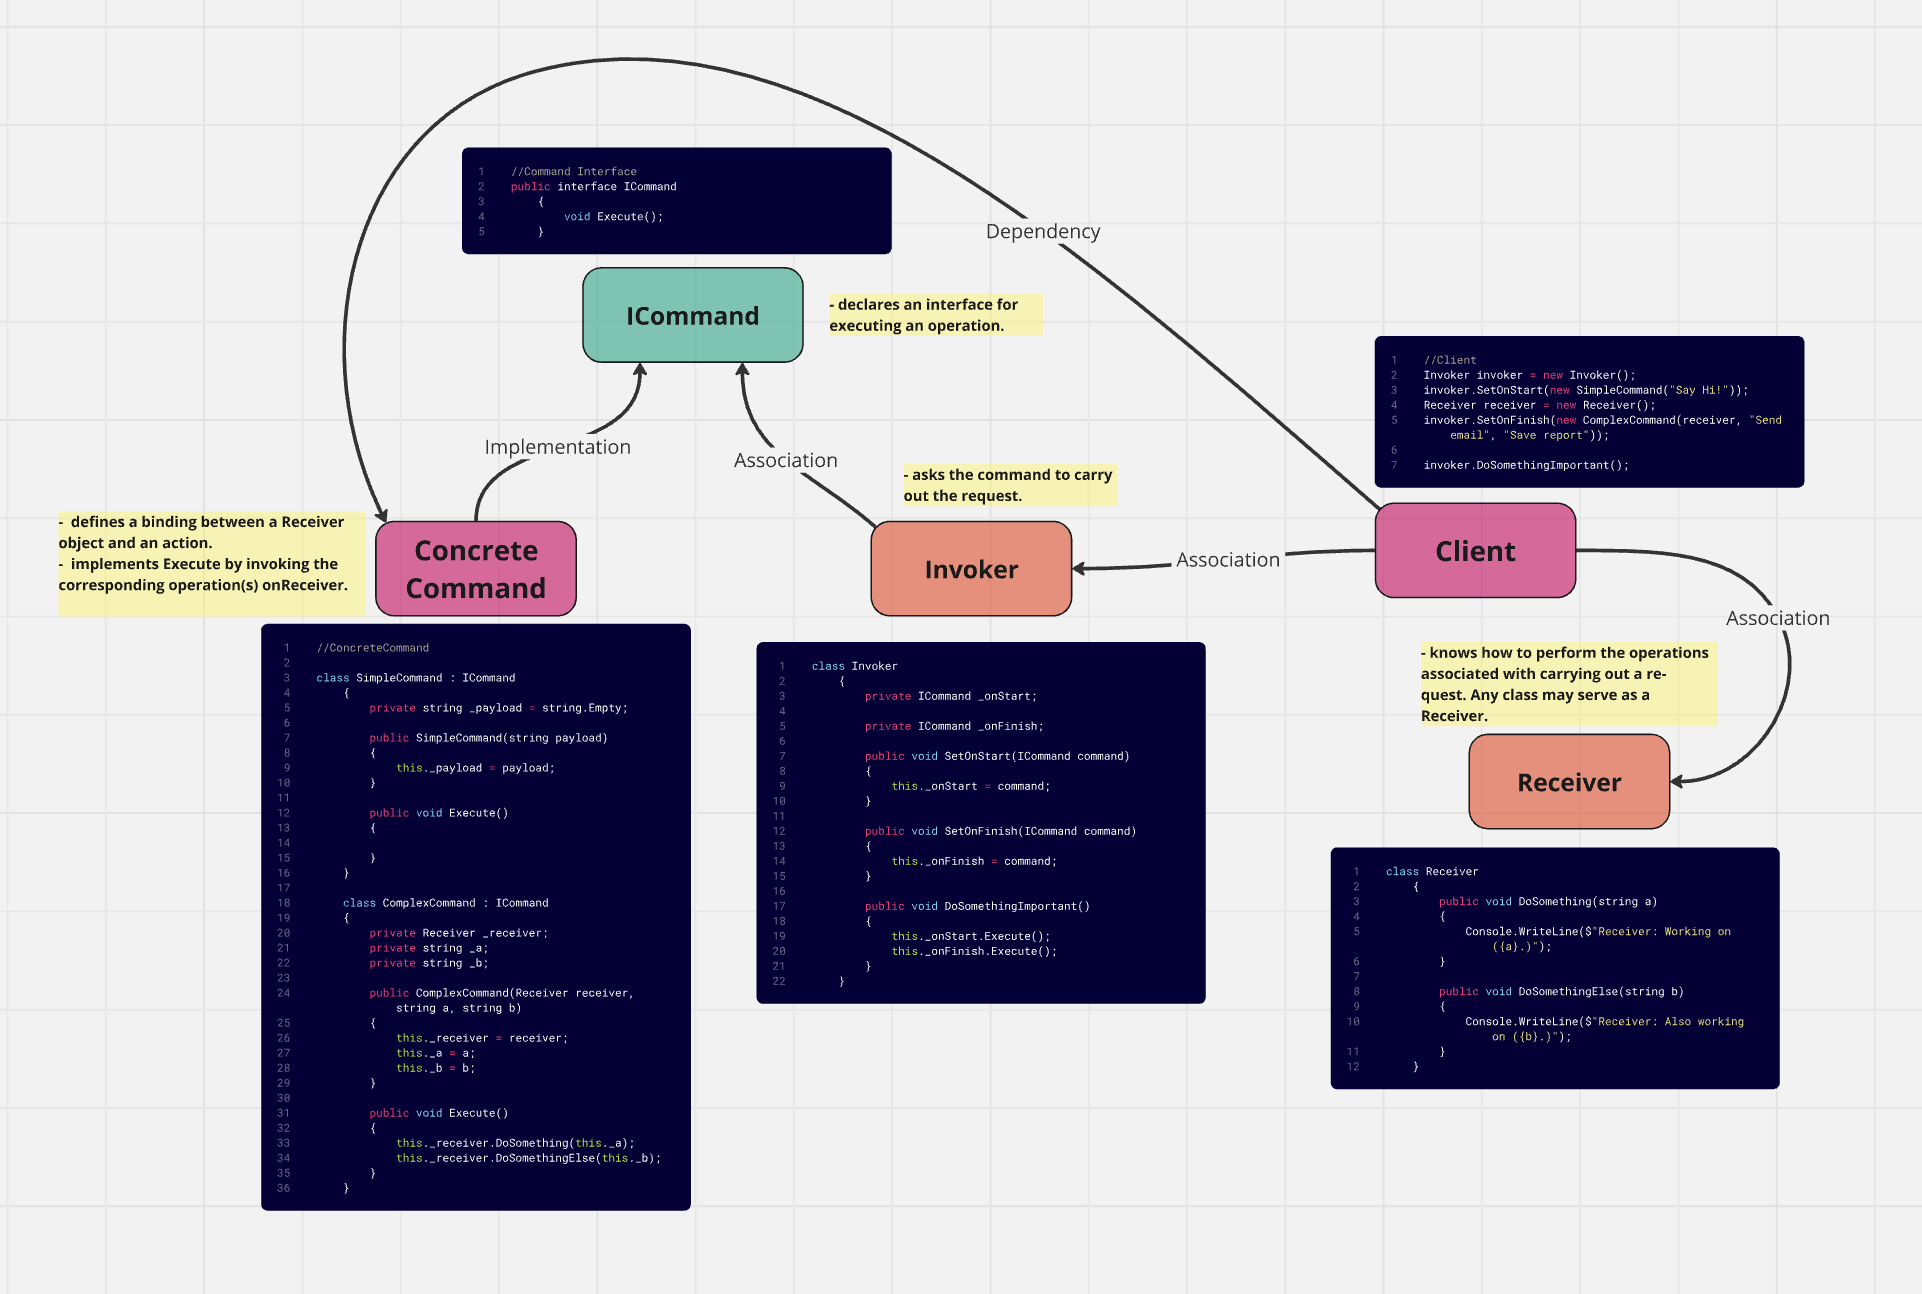 1 //Command Interface
2 public interface ICommand
3 {
4 void Execute();
5 }
Dependency
ICommand
- declares an interface for
executing an operation.
1 //Client
2 Invoker invoker = new Invoker();
3 invoker.SetOnStart(new SimpleCommand("Say Hi!"));
4 Receiver receiver = new Receiver();
5 invoker.SetOnFinish(new ComplexCommand(receiver, "Send
email", "Save report"));
6
7 invoker.DoSomethingImportant();
Implementation
Association
- asks the command to carry
out the request.
- defines a binding between a Receiver
object and an action.
- implements Execute by invoking the
corresponding operation(s) onReceiver.
Concrete
Command
Invoker
Association
Client
Association
- knows how to perform the operations
associated with carrying out a re-
quest. Any class may serve as a
Receiver.
Receiver
1 //ConcreteCommand
2
3 class SimpleCommand : ICommand
4 {
5 private string _payload = string.Empty;
6
7 public SimpleCommand(string payload)
8 {
9 this._payload = payload;
10 }
11
12 public void Execute()
13 {
14
15 }
16 }
17
18 class ComplexCommand : ICommand
19 {
20 private Receiver _receiver;
21 private string _a;
22 private string _b;
23
24 public ComplexCommand(Receiver receiver,
string a, string b)
25 {
26 this._receiver = receiver;
27 this._a = a;
28 this._b = b;
29 }
30
31 public void Execute()
32 {
33 this._receiver.DoSomething(this._a);
34 this._receiver.DoSomethingElse(this._b);
35 }
36 }
1 class Invoker
2 {
3 private ICommand _onStart;
4
5 private ICommand _onFinish;
6
7 public void SetOnStart(ICommand command)
8 {
9 this._onStart = command;
10 }
11
12 public void SetOnFinish(ICommand command)
13 {
14 this._onFinish = command;
15 }
16
17 public void DoSomethingImportant()
18 {
19 this._onStart.Execute();
20 this._onFinish.Execute();
21 }
22 }
1 class Receiver
2 {
3 public void DoSomething(string a)
4 {
5 Console.WriteLine($"Receiver: Working on
({a}.)");
6 }
7
8 public void DoSomethingElse(string b)
9 {
10 Console.WriteLine($"Receiver: Also working
on ({b}.)");
11 }
12 }